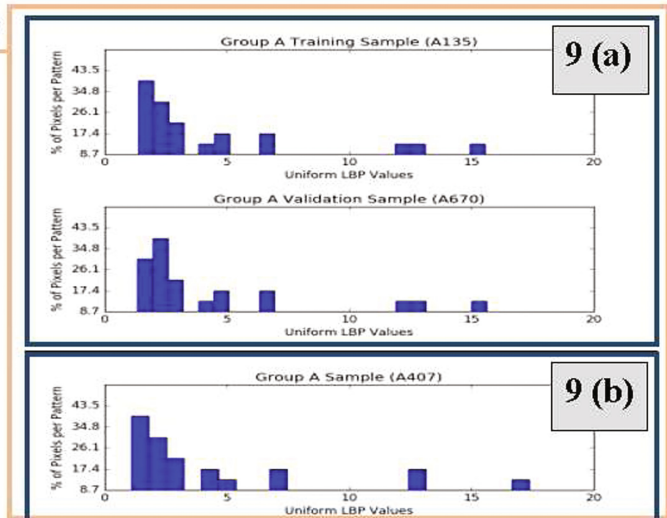 Group A Training Sample (A135)
9 (a)
% of Pixels per Pattern
43.5
34.8
26.1
17.4
8.7
0 5 10 15 20
Uniform LBP Values
Group A Validation Sample (A670)
% of Pixels per Pattern
43.5
34.8
26.1
17.4
8.7
0 5 10 15 20
Uniform LBP Values
Group A Sample (A407)
9 (b)
% of Pixels per Pattern
43.5
34.8
26.1
17.4
8.7
0 5 10 15 20
Uniform LBP Values